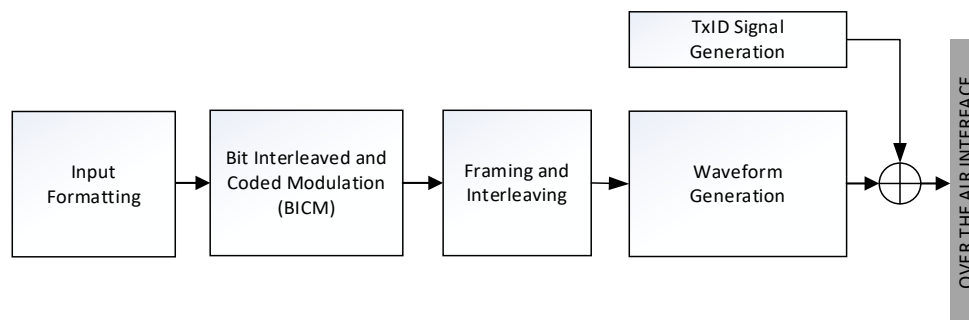 TxID Signal
Generation
Input
Formatting
Bit Interleaved and
Coded Modulation
(BICM)
Framing and
Interleaving
Waveform
Generation
OVER THE AIR INTERFACE